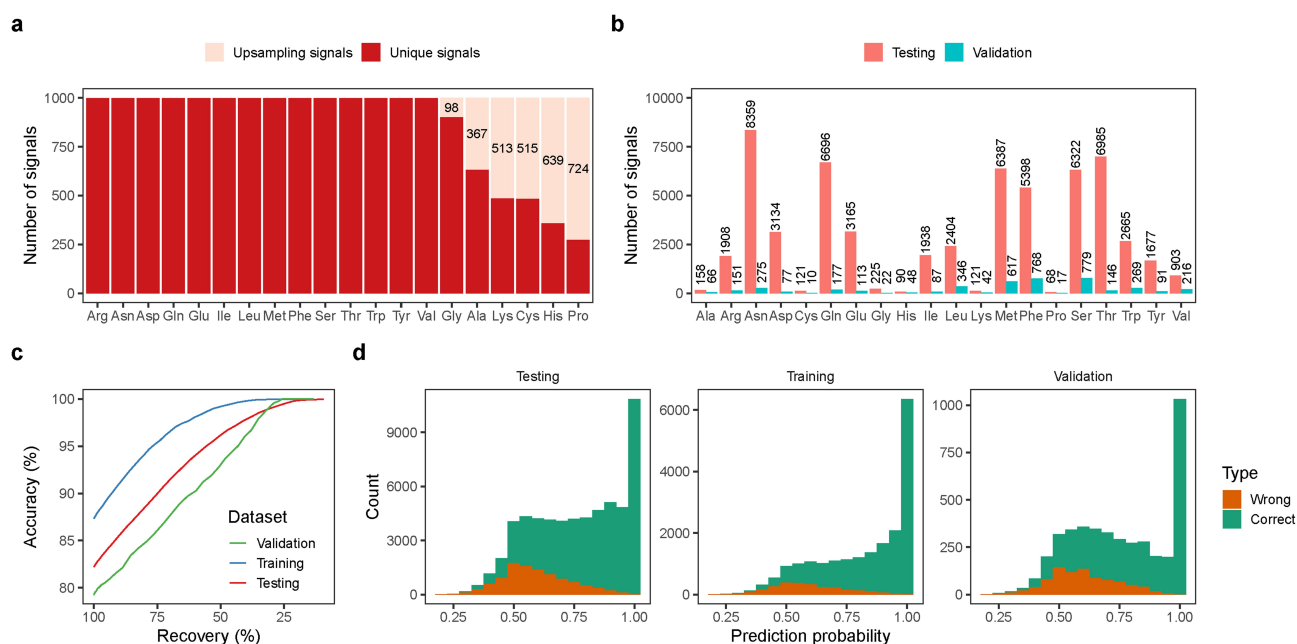 a
Upsampling signals Unique signals
Number of signals
1000
750
500
250
0
98
367
513
515
639
724
Arg Asn Asp Gln Glu Ile Leu Met Phe Ser Thr Trp Tyr Val Gly Ala Lys Cys His Pro
b
Testing Validation
Number of signals
10000
7500
5000
2500
0
158 66 1908 151 8359 275 3134 77 121 10 6696 177 3165 113 225 22 90 48 1938 87 2404 346 121 42 6387 617 5398 768 68 17 6322 779 6985 146 2665 269 1677 91 903 216
Ala Arg Asn Asp Cys Gln Glu Gly His Ile Leu Lys Met Phe Pro Ser Thr Trp Tyr Val
c
Accuracy (%)
100
95
90
85
80
Dataset
Validation
Training
Testing
100 75 50 25
Recovery (%)
d
Testing Training Validation
Count
9000
6000
3000
0
0.25 0.50 0.75 1.00
6000
4000
2000
0
0.25 0.50 0.75 1.00
1000
750
500
250
0
0.25 0.50 0.75 1.00
Prediction probability
Type
Wrong
Correct